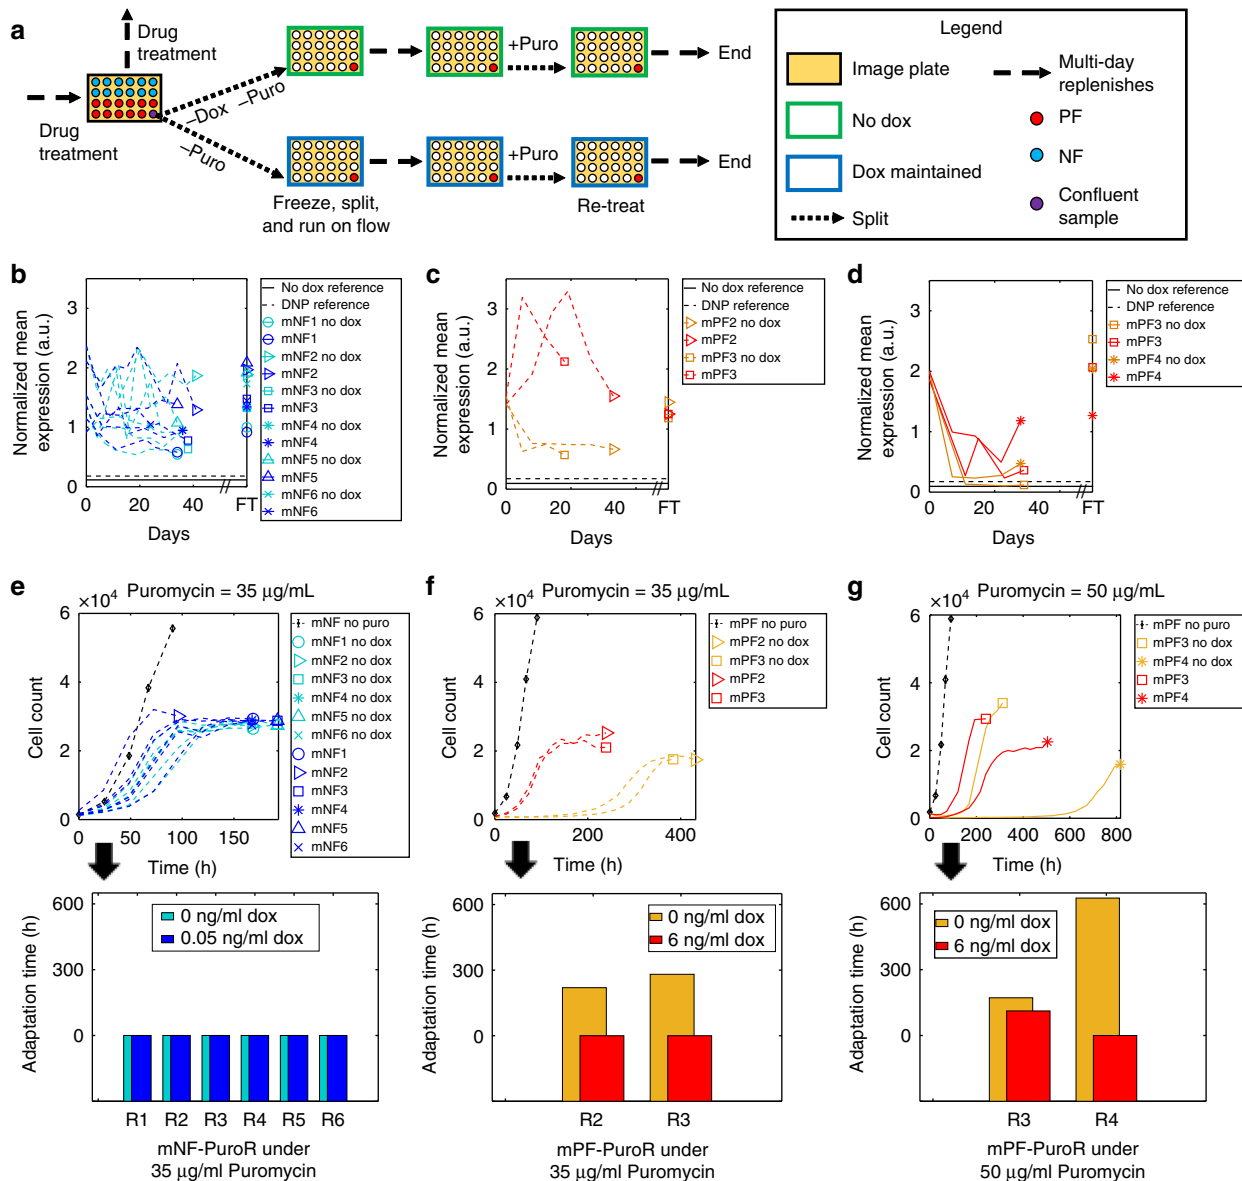 a
Drug
treatment
Drug
treatment
–Dox –Puro
–Puro
+Puro
End
+Puro
End
Freeze, split,
and run on flow
Re-treat
Legend
Image plate
No dox
Dox maintained
Split
Multi-day
replenishes
PF
NF
Confluent
sample
b
Normalized mean
expression (a.u.)
3
2
1
0
0 20 40 FT
Days
No dox reference
DNP reference
mNF1 no dox
mNF1
mNF2 no dox
mNF2
mNF3 no dox
mNF3
mNF4 no dox
mNF4
mNF5 no dox
mNF5
mNF6 no dox
mNF6
c
Normalized mean
expression (a.u.)
3
2
1
0
0 20 40 FT
Days
No dox reference
DNP reference
mPF2 no dox
mPF2
mPF3 no dox
mPF3
d
Normalized mean
expression (a.u.)
3
2
1
0
0 20 40 FT
Days
No dox reference
DNP reference
mPF3 no dox
mPF3
mPF4 no dox
mPF4
e
Puromycin = 35 µg/mL
×10⁴
Cell count
6
4
2
0
0 50 100 150
Time (h)
mNF no puro
mNF1 no dox
mNF2 no dox
mNF3 no dox
mNF4 no dox
mNF5 no dox
mNF6 no dox
mNF1
mNF2
mNF3
mNF4
mNF5
mNF6
Adaptation time (h)
600
300
0
0 ng/ml dox
0.05 ng/ml dox
R1 R2 R3 R4 R5 R6
mNF-PuroR under
35 µg/ml Puromycin
f
Puromycin = 35 µg/mL
×10⁴
Cell count
6
4
2
0
0 200 400
Time (h)
mPF no puro
mPF2 no dox
mPF3 no dox
mPF2
mPF3
Adaptation time (h)
600
300
0
0 ng/ml dox
6 ng/ml dox
R2 R3
mPF-PuroR under
35 µg/ml Puromycin
g
Puromycin = 50 µg/mL
×10⁴
Cell count
6
4
2
0
0 200 400 600 800
Time (h)
mPF no puro
mPF3 no dox
mPF4 no dox
mPF3
mPF4
Adaptation time (h)
600
300
0
0 ng/ml dox
6 ng/ml dox
R3 R4
mPF-PuroR under
50 µg/ml Puromycin